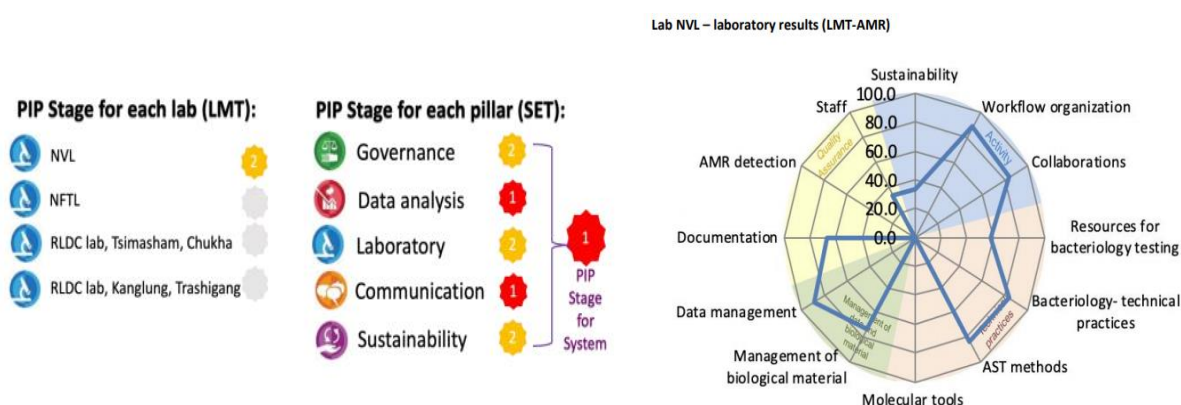 Lab NVL – laboratory results (LMT-AMR)
PIP Stage for each lab (LMT):
NVL
2
NFTL
RLDC lab, Tsimasham, Chukha
RLDC lab, Kanglung, Trashigang
PIP Stage for each pillar (SET):
Governance
2
Data analysis
1
Laboratory
2
Communication
1
Sustainability
2
1
PIP
Stage
for
System
Sustainability
Workflow organization
Collaborations
Resources for
bacteriology testing
Bacteriology- technical
practices
AST methods
Molecular tools
Management of
biological material
Data management
Documentation
AMR detection
Staff
100.0
80.0
60.0
40.0
20.0
0.0
Quality
Assurance
Activity
Technical
practices
Management of
data and
biological
material